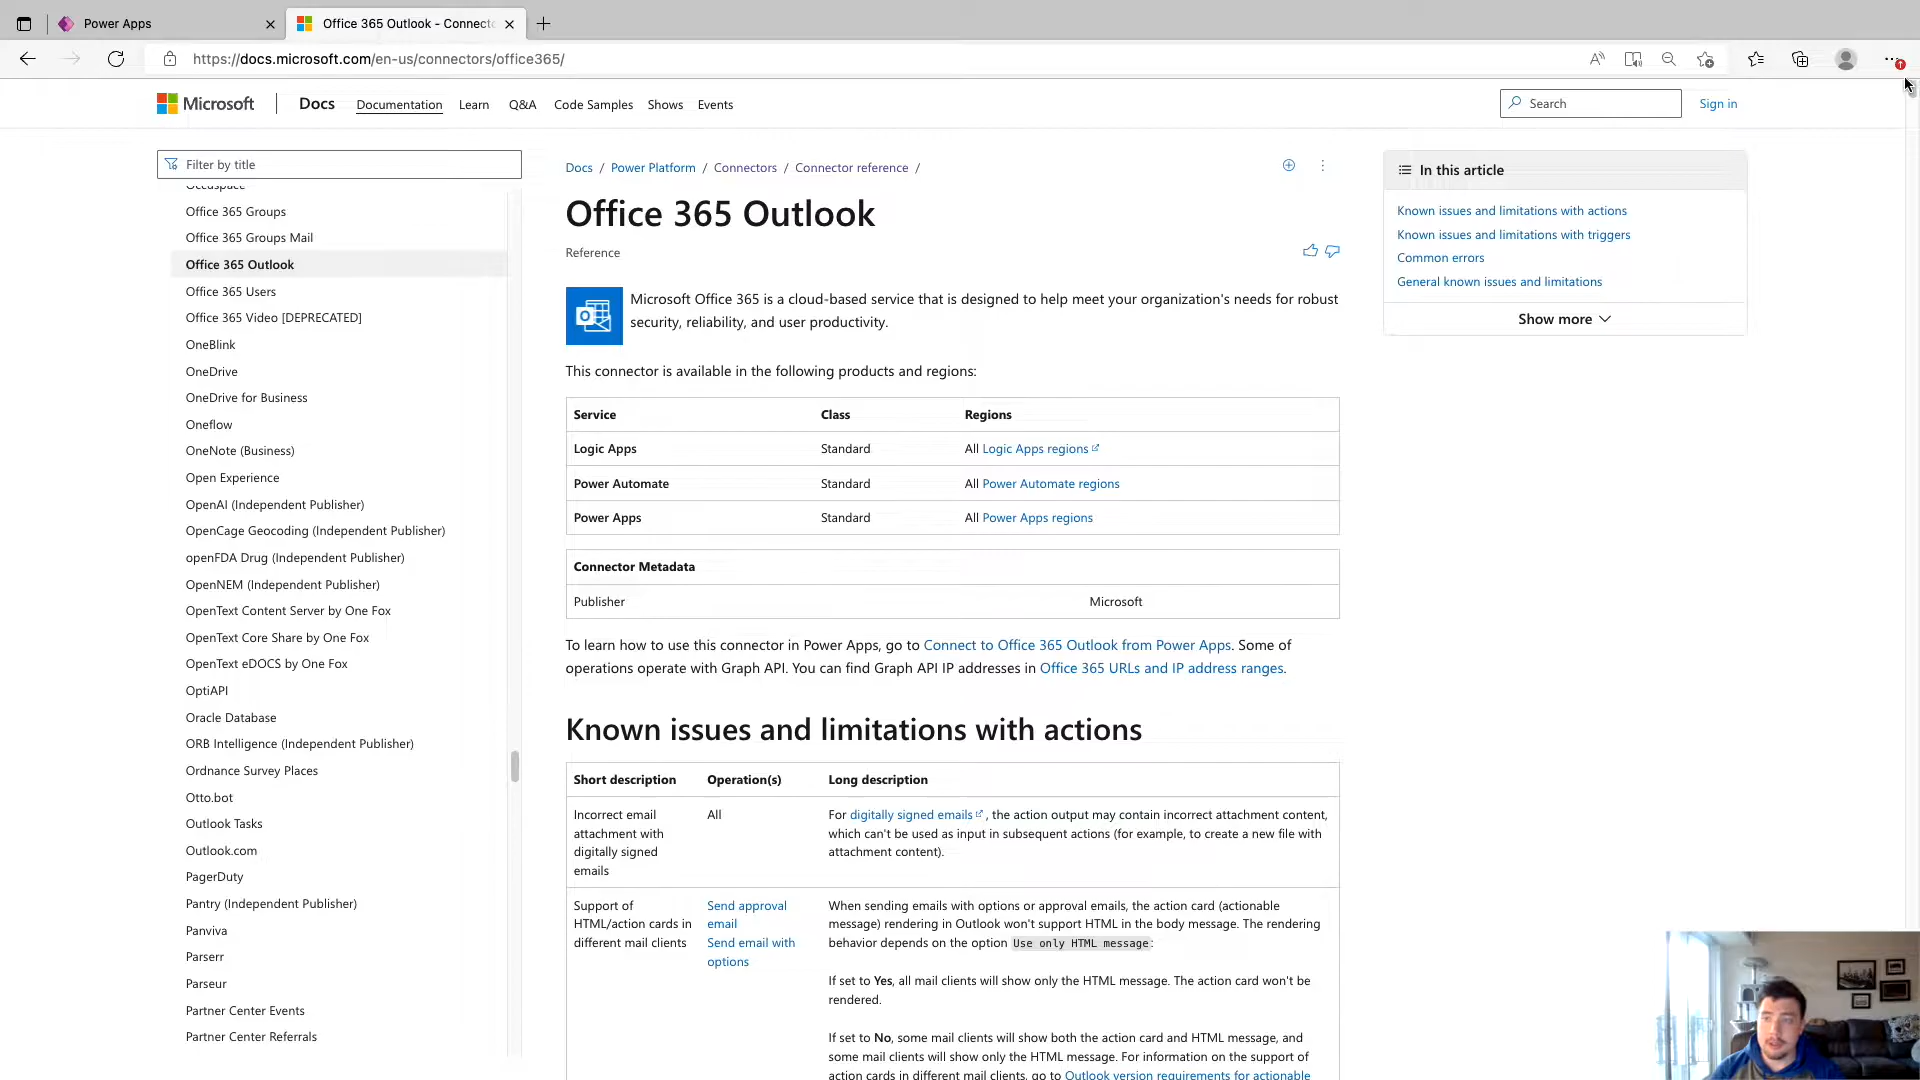 Power Apps
Office 365 Outlook - Connect
https://docs.microsoft.com/en-us/connectors/office365/
Microsoft
Docs
Documentation
Learn
Q&A
Code Samples
Shows
Events
Search
Sign in
Filter by title
Occuspace
Office 365 Groups
Office 365 Groups Mail
Office 365 Outlook
Office 365 Users
Office 365 Video [DEPRECATED]
OneBlink
OneDrive
OneDrive for Business
Oneflow
OneNote (Business)
Open Experience
OpenAI (Independent Publisher)
OpenCage Geocoding (Independent Publisher)
openFDA Drug (Independent Publisher)
OpenNEM (Independent Publisher)
OpenText Content Server by One Fox
OpenText Core Share by One Fox
OpenText eDOCS by One Fox
OptiAPI
Oracle Database
ORB Intelligence (Independent Publisher)
Ordnance Survey Places
Otto.bot
Outlook Tasks
Outlook.com
PagerDuty
Pantry (Independent Publisher)
Panviva
Parserr
Parseur
Partner Center Events
Partner Center Referrals
Docs / Power Platform / Connectors / Connector reference /
Office 365 Outlook
Reference
Microsoft Office 365 is a cloud-based service that is designed to help meet your organization's needs for robust
security, reliability, and user productivity.
This connector is available in the following products and regions:
Service Class Regions
Logic Apps Standard All Logic Apps regions
Power Automate Standard All Power Automate regions
Power Apps Standard All Power Apps regions
Connector Metadata
Publisher Microsoft
To learn how to use this connector in Power Apps, go to Connect to Office 365 Outlook from Power Apps. Some of
operations operate with Graph API. You can find Graph API IP addresses in Office 365 URLs and IP address ranges.
Known issues and limitations with actions
Short description Operation(s) Long description
Incorrect email
attachment with
digitally signed
emails
All
For digitally signed emails , the action output may contain incorrect attachment content,
which can't be used as input in subsequent actions (for example, to create a new file with
attachment content).
Support of
HTML/action cards in
different mail clients
Send approval
email
Send email with
options
When sending emails with options or approval emails, the action card (actionable
message) rendering in Outlook won't support HTML in the body message. The rendering
behavior depends on the option Use only HTML message:
If set to Yes, all mail clients will show only the HTML message. The action card won't be
rendered.
If set to No, some mail clients will show both the action card and HTML message, and
some mail clients will show only the HTML message. For information on the support of
action cards in different mail clients, go to Outlook version requirements for actionable
In this article
Known issues and limitations with actions
Known issues and limitations with triggers
Common errors
General known issues and limitations
Show more